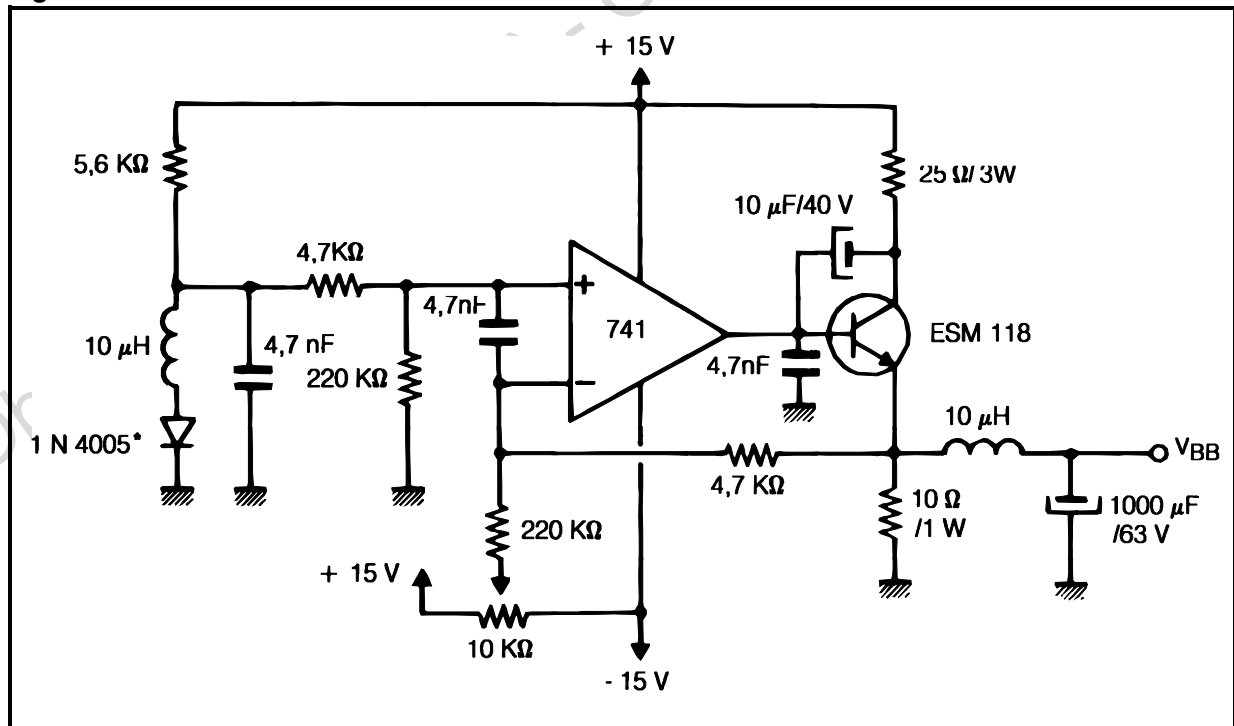 + 15 V
5,6 KΩ
25 Ω/ 3W
10 μF/40 V
4,7KΩ
+
4,7nF
741
ESM 118
10 μH
4,7 nF
220 KΩ
4,7nF
−
10 μH
1 N 4005*
VBB
4,7 KΩ
10 Ω
/1 W
1000 μF
/63 V
220 KΩ
+ 15 V
10 KΩ
- 15 V